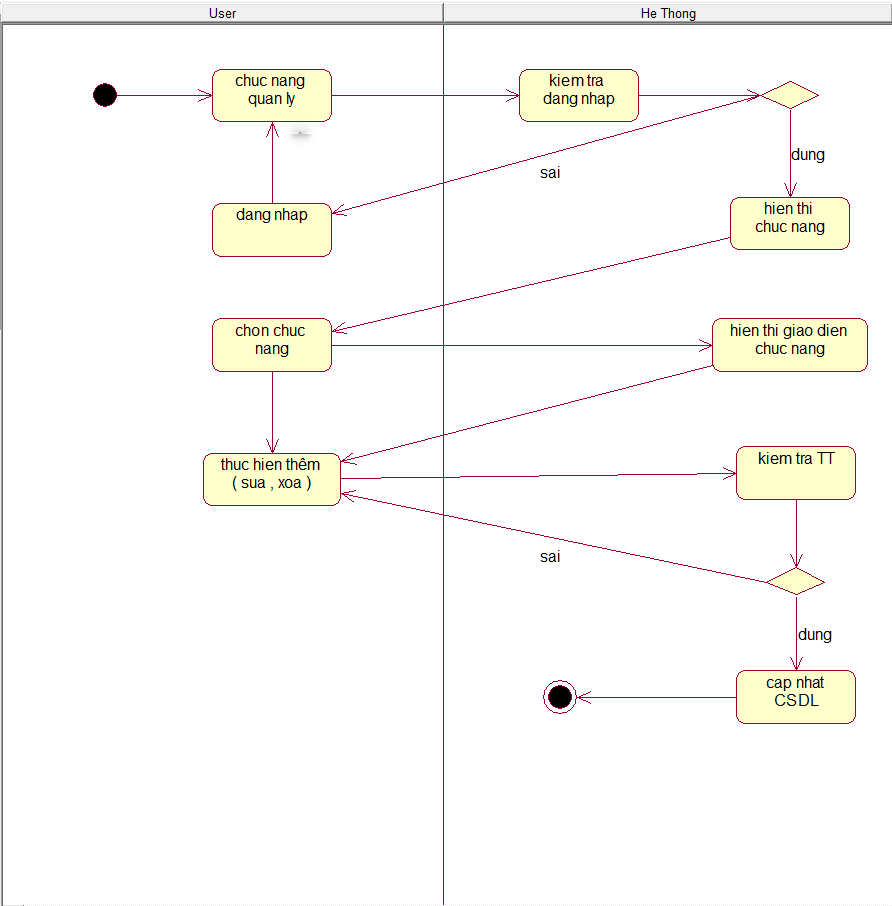 User
He Thong
chuc nang
quan ly
kiem tra
dang nhap
dung
sai
dang nhap
hien thi
chuc nang
chon chuc
nang
hien thi giao dien
chuc nang
thuc hien thêm
( sua , xoa )
kiem tra TT
sai
dung
cap nhat
CSDL